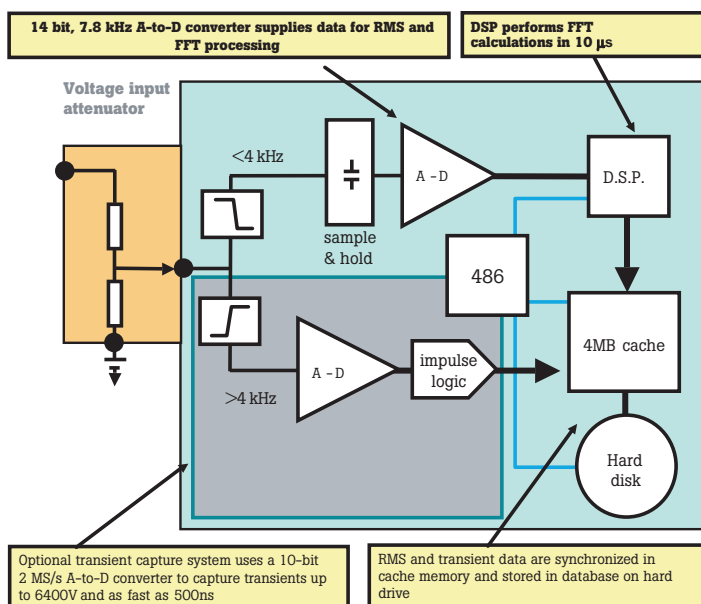 14 bit, 7.8 kHz A-to-D converter supplies data for RMS and
FFT processing
DSP performs FFT
calculations in 10 µs
Voltage input
attenuator
<4 kHz
A -D
D.S.P.
sample
& hold
486
4MB cache
A -D
impulse
logic
>4 kHz
Hard
disk
Optional transient capture system uses a 10-bit
2 MS/s A-to-D converter to capture transients up
to 6400V and as fast as 500ns
RMS and transient data are synchronized in
cache memory and stored in database on hard
drive